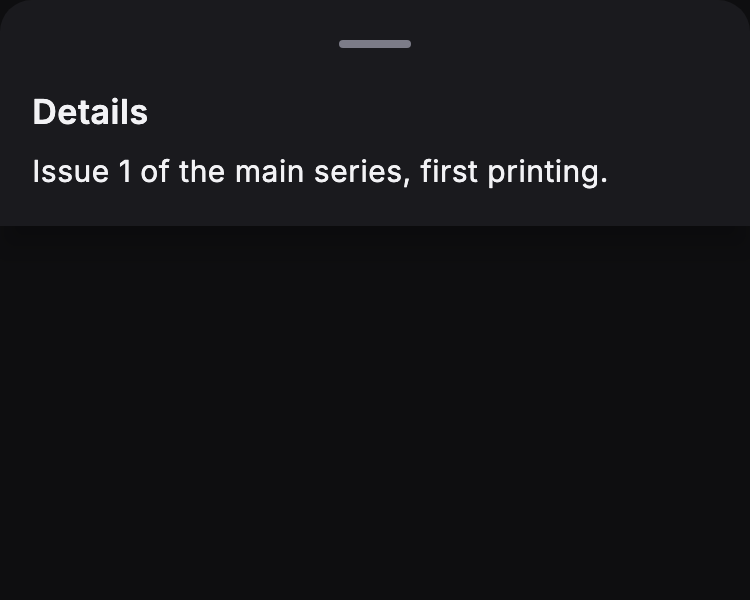 Details
Issue 1 of the main series, first printing.